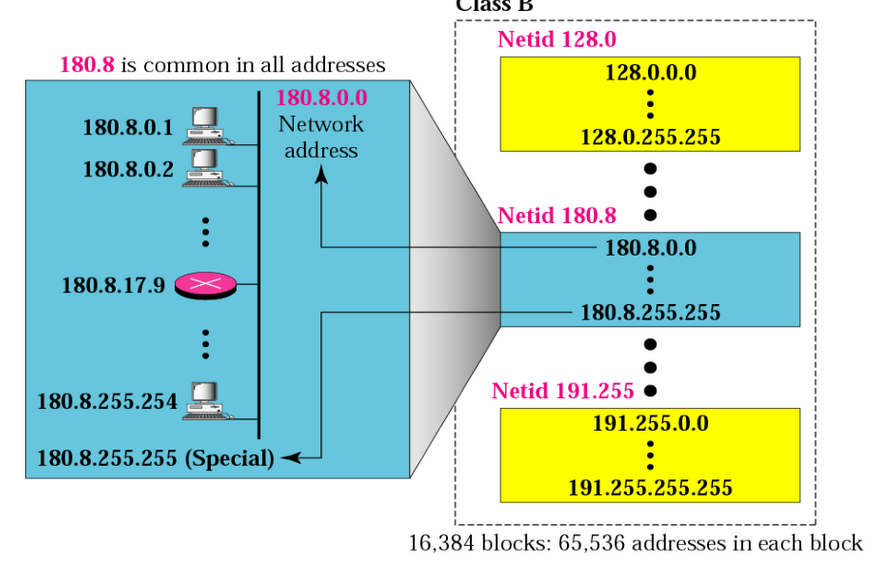 Class B
Netid 128.0
128.0.0.0
128.0.255.255
Netid 180.8
180.8.0.0
180.8.255.255
Netid 191.255
191.255.0.0
191.255.255.255
16,384 blocks: 65,536 addresses in each block
180.8 is common in all addresses
180.8.0.0
Network
address
180.8.0.1
180.8.0.2
180.8.17.9
180.8.255.254
180.8.255.255 (Special)